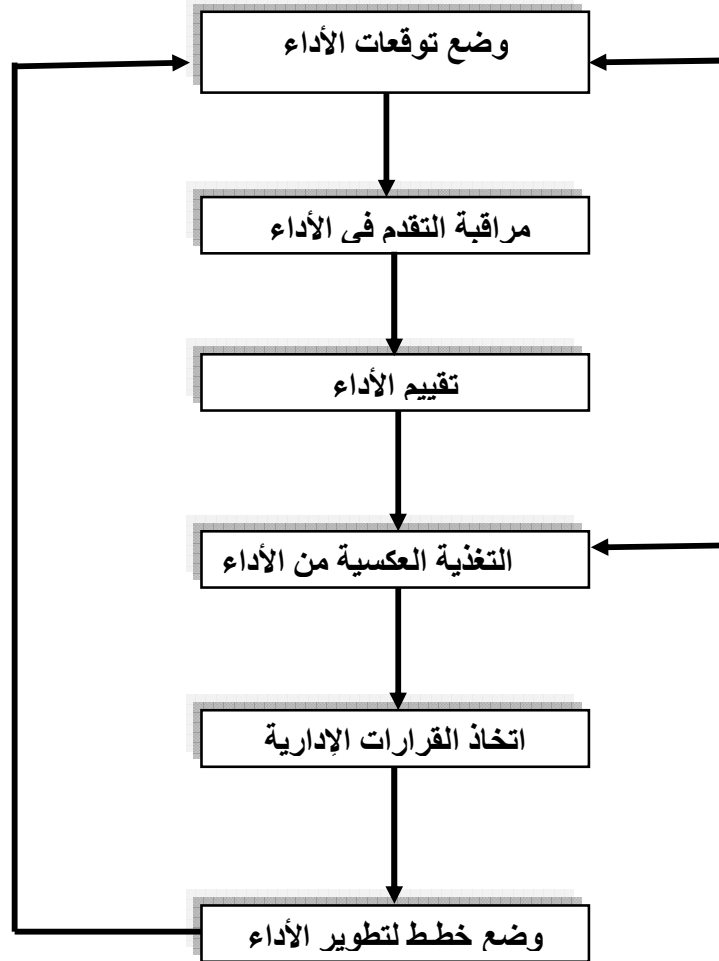 وضع توقعات الأداء
مراقبة التقدم في الأداء
تقييم الأداء
التغذية العكسية من الأداء
اتخاذ القرارات الإدارية
وضع خطط لتطوير الأداء